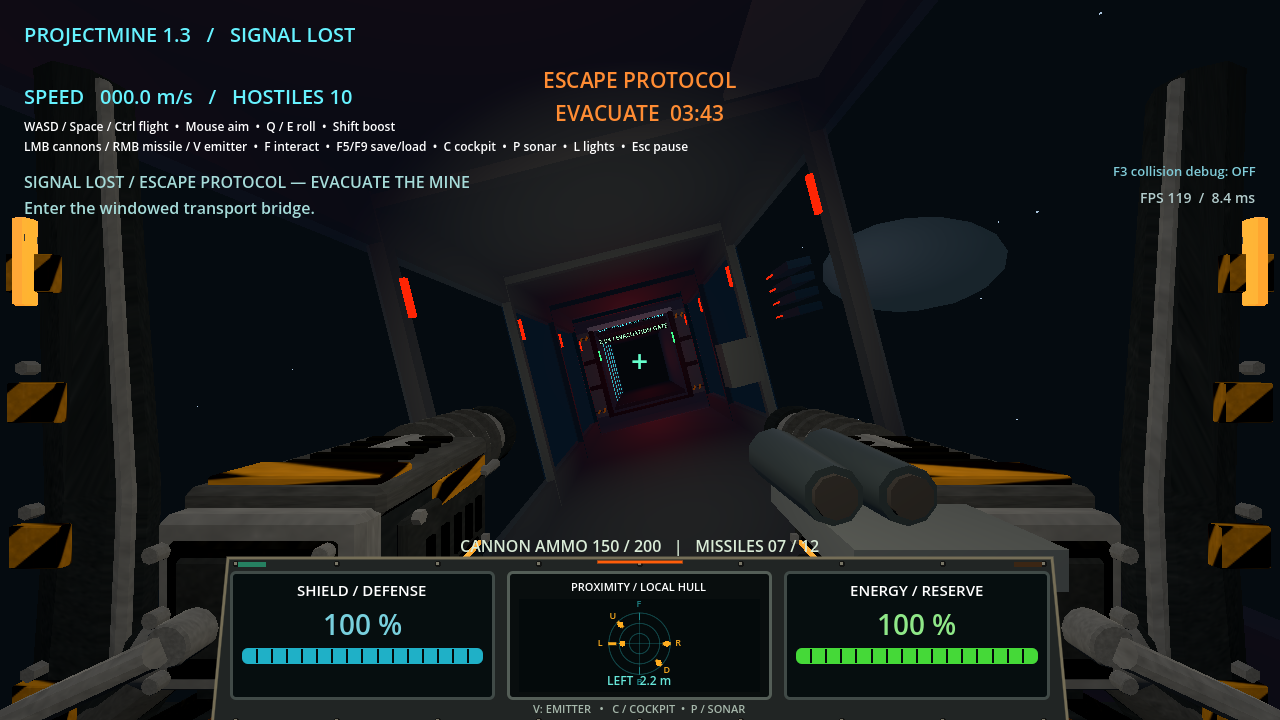 PROJECTMINE 1.3 / SIGNAL LOST
ESCAPE PROTOCOL
EVACUATE 03:43
SPEED 000.0 m/s / HOSTILES 10
WASD / Space / Ctrl flight • Mouse aim • Q / E roll • Shift boost
LMB cannons / RMB missile / V emitter • F interact • F5/F9 save/load • C cockpit • P sonar • L lights • Esc pause
SIGNAL LOST / ESCAPE PROTOCOL — EVACUATE THE MINE
Enter the windowed transport bridge.
F3 collision debug: OFF
FPS 119 / 8.4 ms
EVACUATION GATE
CANNON AMMO 150 / 200 | MISSILES 07 / 12
SHIELD / DEFENSE
100 %
PROXIMITY / LOCAL HULL
F
U
L
R
D
LEFT 2.2 m
ENERGY / RESERVE
100 %
V: EMITTER • C / COCKPIT • P / SONAR